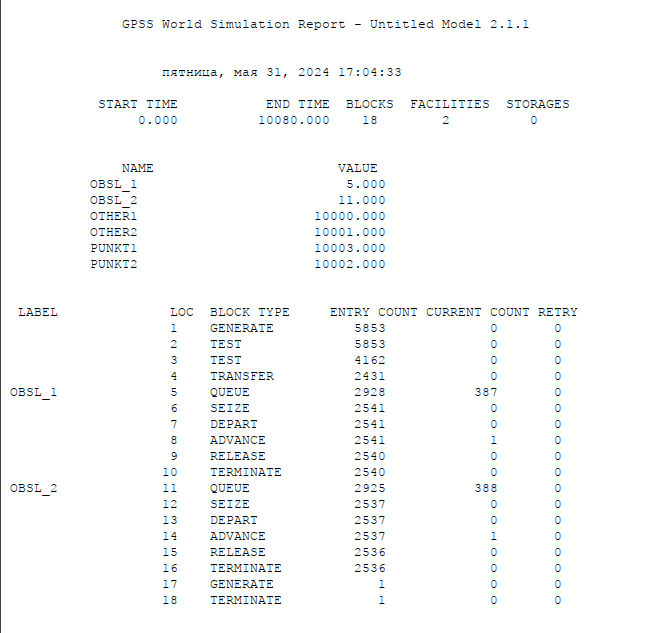 GPSS World Simulation Report - Untitled Model 2.1.1
пятница, мая 31, 2024 17:04:33
START TIME END TIME BLOCKS FACILITIES STORAGES
0.000 10080.000 18 2 0
NAME VALUE
OBSL_1 5.000
OBSL_2 11.000
OTHER1 10000.000
OTHER2 10001.000
PUNKT1 10003.000
PUNKT2 10002.000
LABEL LOC BLOCK TYPE ENTRY COUNT CURRENT COUNT RETRY
1 GENERATE 5853 0 0
2 TEST 5853 0 0
3 TEST 4162 0 0
4 TRANSFER 2431 0 0
OBSL_1 5 QUEUE 2928 387 0
6 SEIZE 2541 0 0
7 DEPART 2541 0 0
8 ADVANCE 2541 1 0
9 RELEASE 2540 0 0
10 TERMINATE 2540 0 0
OBSL_2 11 QUEUE 2925 388 0
12 SEIZE 2537 0 0
13 DEPART 2537 0 0
14 ADVANCE 2537 1 0
15 RELEASE 2536 0 0
16 TERMINATE 2536 0 0
17 GENERATE 1 0 0
18 TERMINATE 1 0 0